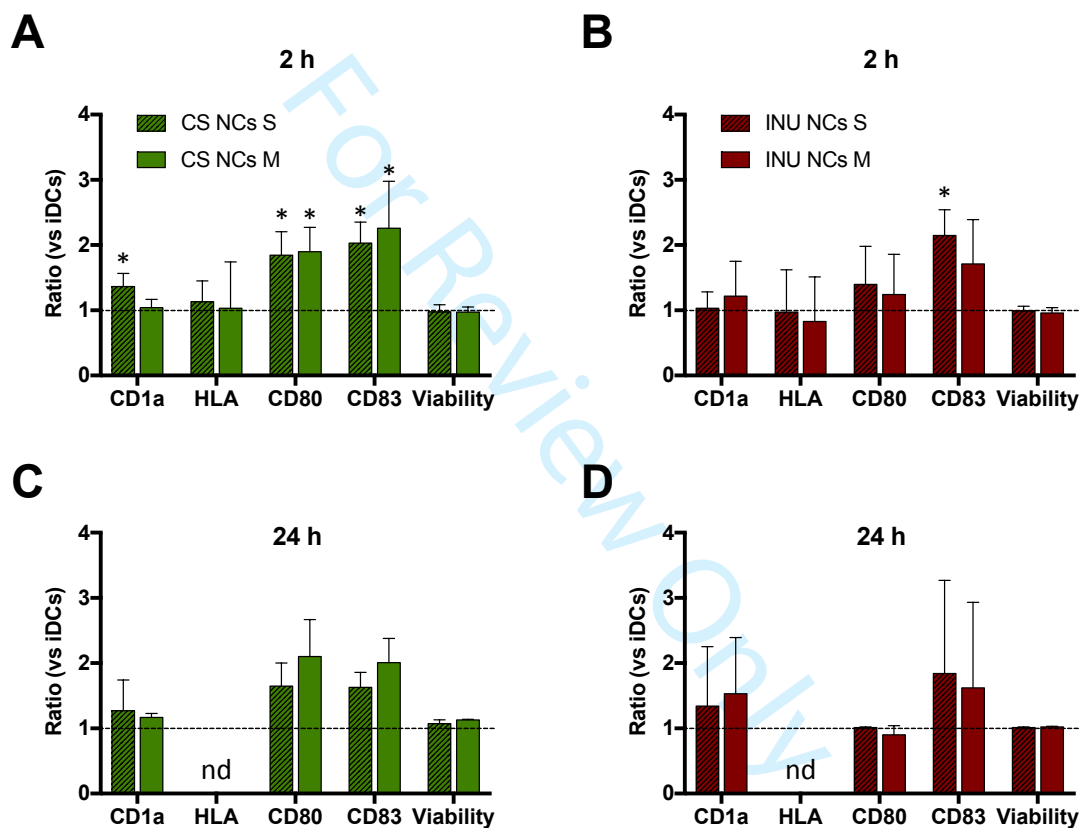 A
2 h
4
3
2
1
0
Ratio (vs iDCs)
CS NCs S
CS NCs M
*
*
*
*
*
CD1a HLA CD80 CD83 Viability
B
2 h
4
3
2
1
0
Ratio (vs iDCs)
INU NCs S
INU NCs M
*
CD1a HLA CD80 CD83 Viability
C
24 h
4
3
2
1
0
Ratio (vs iDCs)
nd
CD1a HLA CD80 CD83 Viability
D
24 h
4
3
2
1
0
Ratio (vs iDCs)
nd
CD1a HLA CD80 CD83 Viability
For Review Only